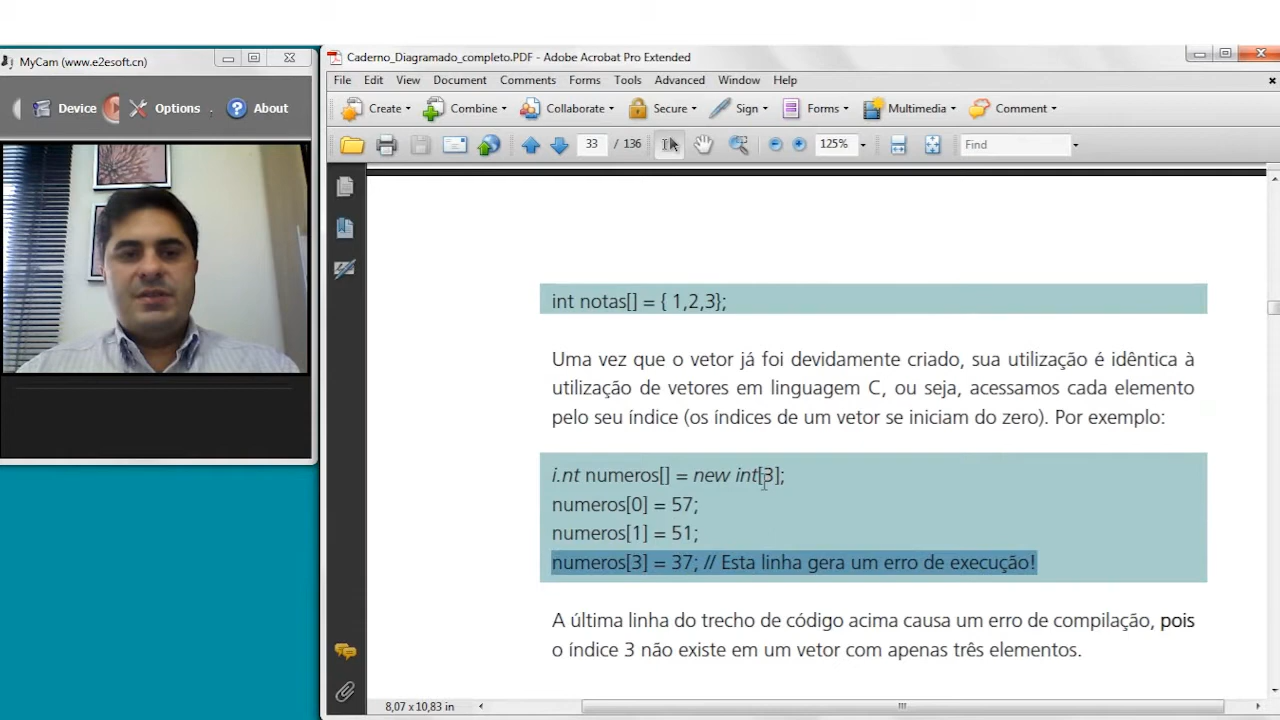 MyCam (www.e2esoft.cn)
Device
Options
About
Caderno_Diagramado_completo.PDF - Adobe Acrobat Pro Extended
File Edit View Document Comments Forms Tools Advanced Window Help
Create Combine Collaborate Secure Sign Forms Multimedia Comment
33 / 136 125% Find
int notas[] = { 1,2,3};
Uma vez que o vetor já foi devidamente criado, sua utilização é idêntica à
utilização de vetores em linguagem C, ou seja, acessamos cada elemento
pelo seu índice (os índices de um vetor se iniciam do zero). Por exemplo:
i.nt numeros[] = new int[3];
numeros[0] = 57;
numeros[1] = 51;
numeros[3] = 37; // Esta linha gera um erro de execução!
A última linha do trecho de código acima causa um erro de compilação, pois
o índice 3 não existe em um vetor com apenas três elementos.
8,07 x 10,83 in